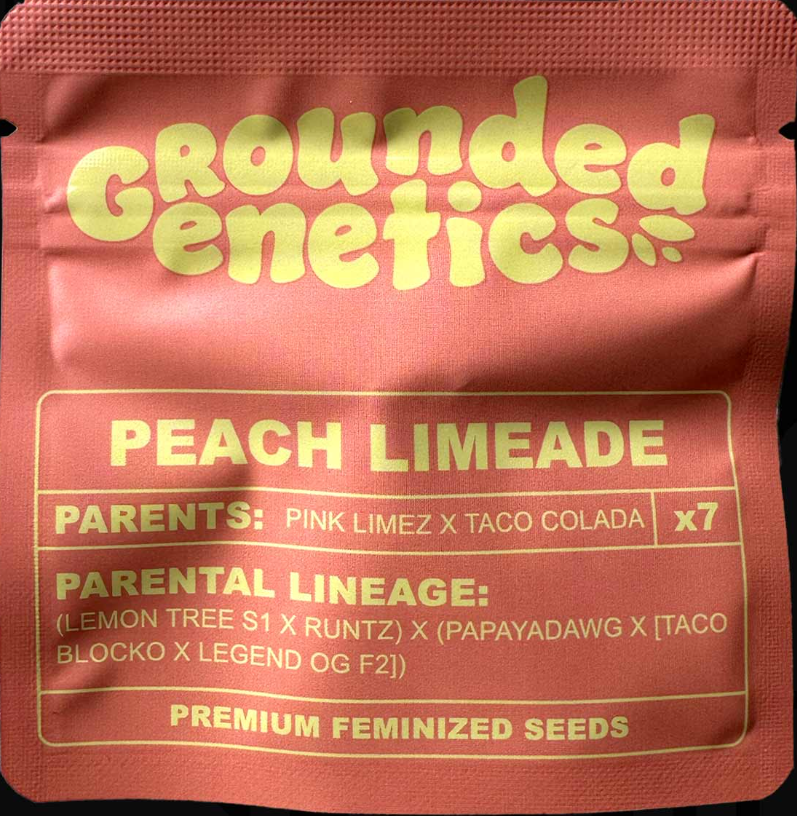 GROUNDED
GENETICS
PEACH LIMEADE
PARENTS: PINK LIMEZ X TACO COLADA x7
PARENTAL LINEAGE:
(LEMON TREE S1 X RUNTZ) X (PAPAYADAWG X [TACO
BLOCKO X LEGEND OG F2])
PREMIUM FEMINIZED SEEDS